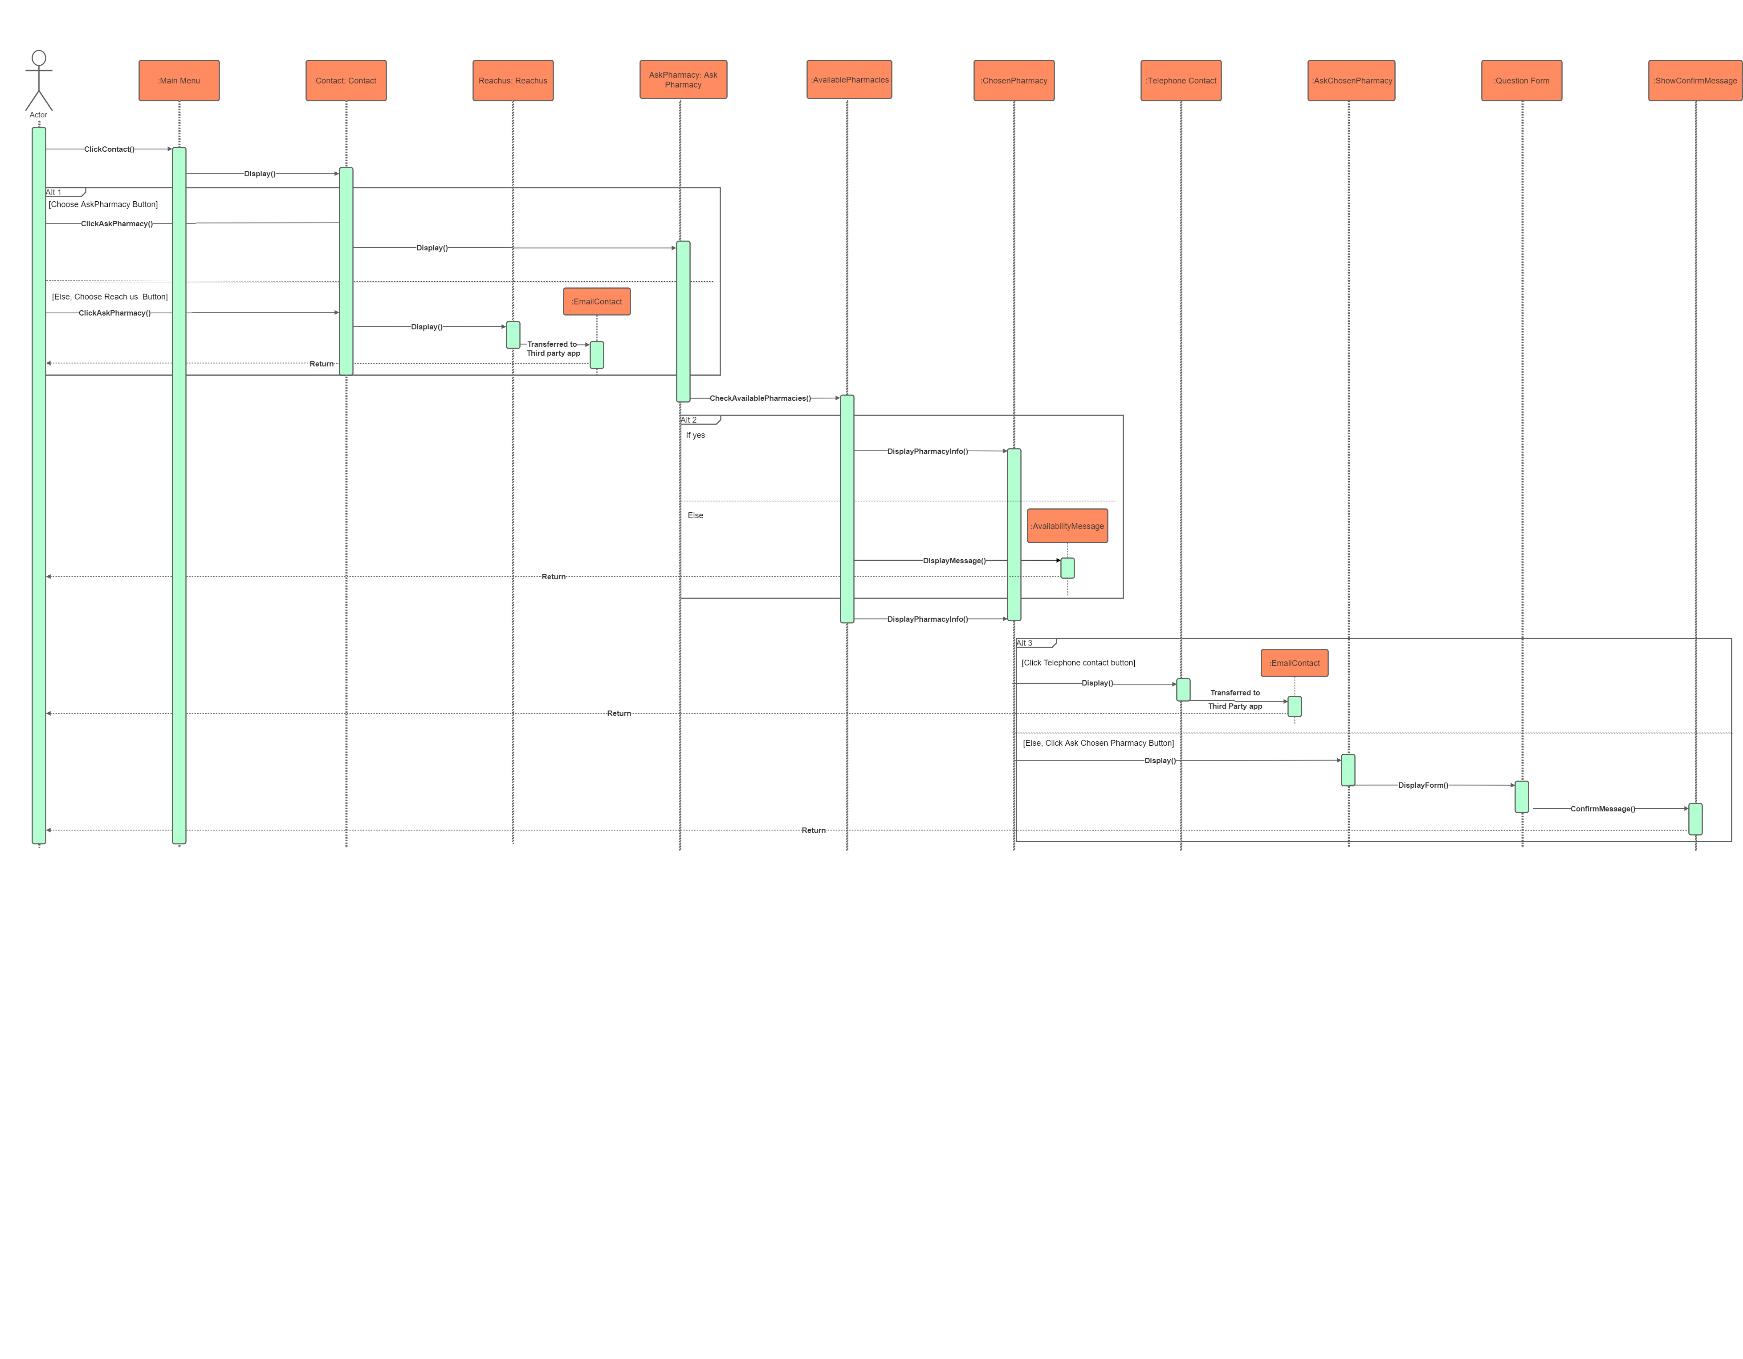 :Main Menu
Contact: Contact
Reachus: Reachus
AskPharmacy: Ask
Pharmacy
:AvailablePharmacies
:ChosenPharmacy
:Telephone Contact
:AskChosenPharmacy
:Question Form
:ShowConfirmMessage
Actor
ClickContact()
Display()
Alt 1
[Choose AskPharmacy Button]
ClickAskPharmacy()
Display()
[Else, Choose Reach us  Button]
:EmailContact
ClickAskPharmacy()
Display()
Transferred to
Third party app
Return
CheckAvailablePharmacies()
Alt 2
If yes
DisplayPharmacyInfo()
Else
:AvailabilityMessage
DisplayMessage()
Return
DisplayPharmacyInfo()
Alt 3
[Click Telephone contact button]
:EmailContact
Display()
Transferred to
Third Party app
Return
[Else, Click Ask Chosen Pharmacy Button]
Display()
DisplayForm()
ConfirmMessage()
Return